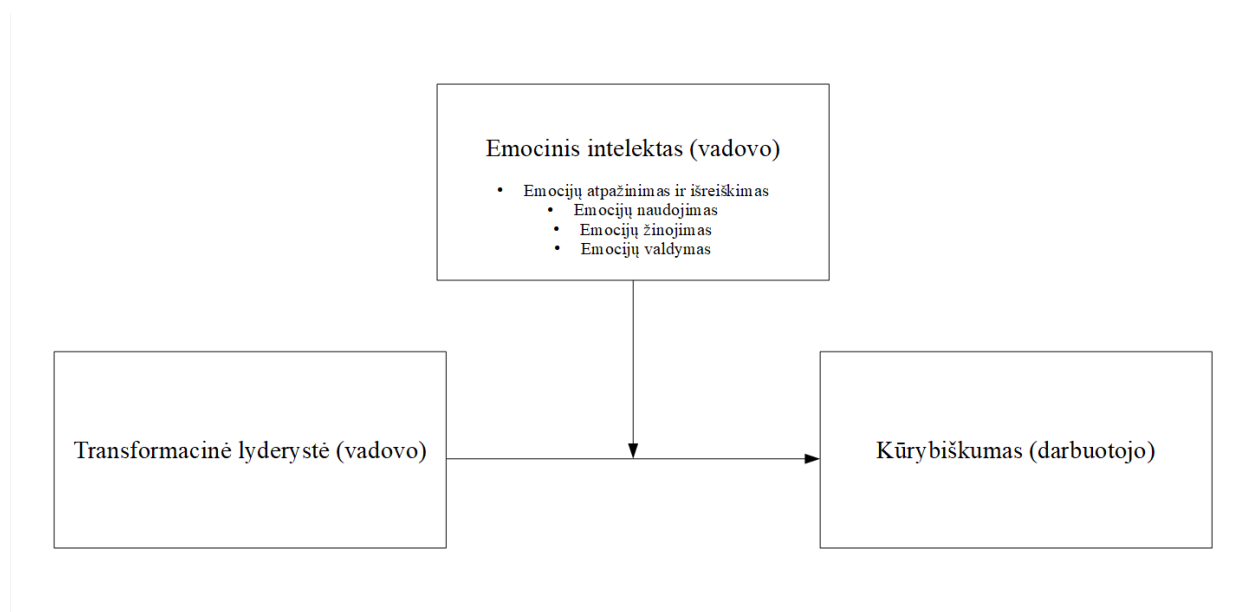 Emocinis intelektas (vadovo)
• Emocijų atpažinimas ir išreiškimas
• Emocijų naudojimas
• Emocijų žinojimas
• Emocijų valdymas
Transformacinė lyderystė (vadovo)
Kūrybiškumas (darbuotojo)